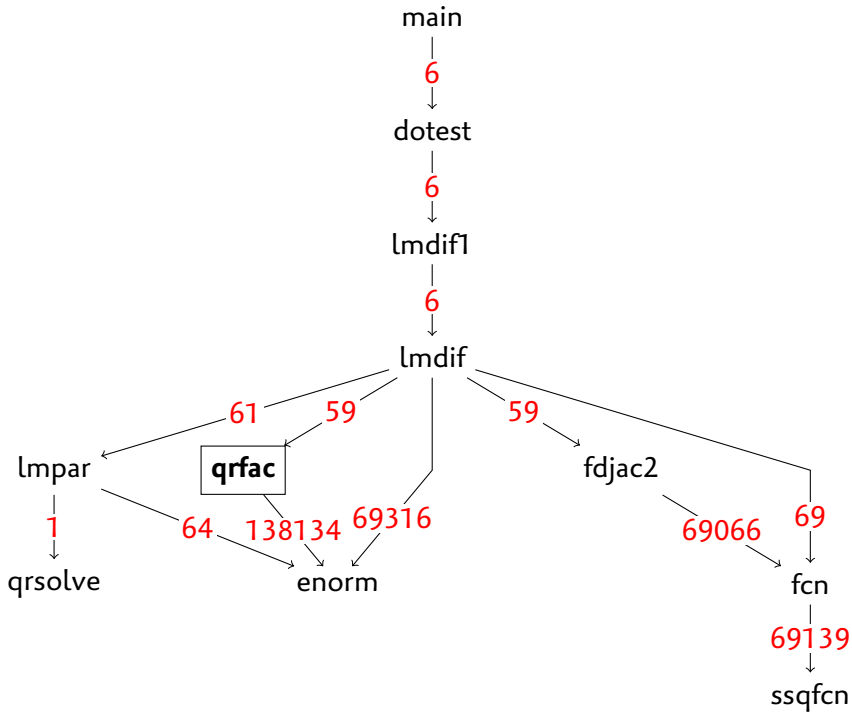 main
6
dotest
6
lmdif1
6
lmdif
61 59 59
lmpar qrfac fdjac2
1 64 138134 69316 69066 69
qrsolve enorm fcn
69139
ssqfcn